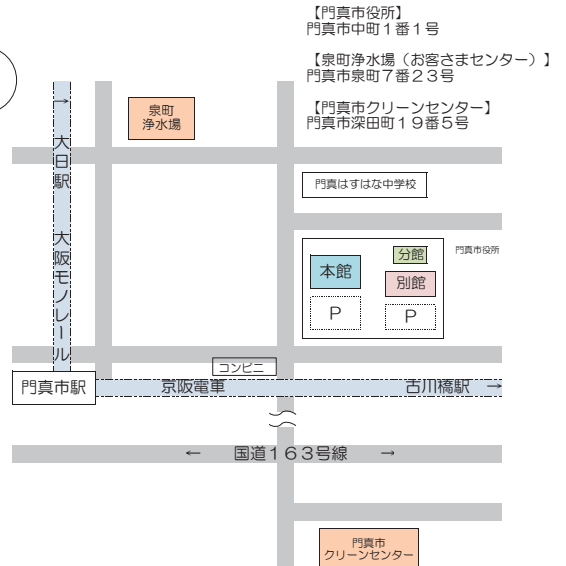 【門真市役所】
門真市中町1番1号
【泉町浄水場（お客さまセンター）】
門真市泉町7番23号
【門真市クリーンセンター】
門真市深田町19番5号
→
泉町
浄水場
大日駅
門真はすはな中学校
大阪モノレール
門真市役所
分館
本館
別館
P
P
コンビニ
門真市駅
京阪電車
古川橋駅 →
← 国道163号線 →
門真市
クリーンセンター